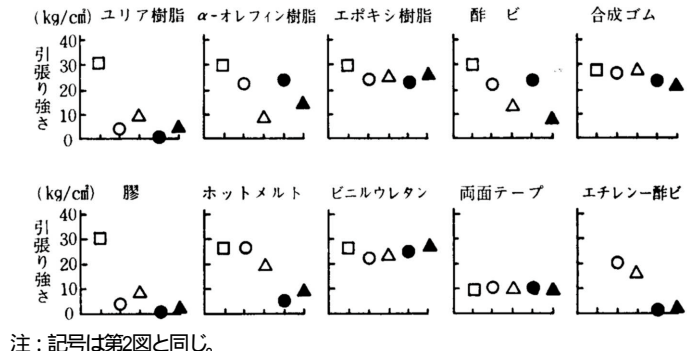 (kg/c㎡) ユリア樹脂 α-オレフィン樹脂 エポキシ樹脂 酢 ビ 合成ゴム
引張り強さ
40
30
20
10
0
(kg/c㎡) 膠 ホットメルト ビニルウレタン 両面テープ エチレンー酢ビ
引張り強さ
40
30
20
10
0
注：記号は第2図と同じ。